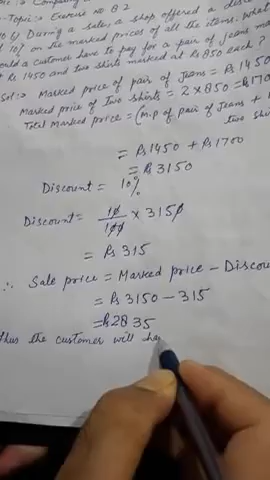 :- Computing
Topic :- Exercise No 8.2
During a sale, a shop offered a
of 10% on the marked prices of all the items. What
would a customer have to pay for a pair of jeans
Rs 1450 and two shirts marked at Rs 850 each?
Sol :- Marked price of pair of Jeans = Rs 1450
Marked price of Two shirts = 2 × 850 = Rs 1700
Total Marked price = (M.P of pair of Jeans +
two
= Rs 1450 + Rs 1700
= Rs 3150
Discount = 10%
Discount = 10/100 × 3150
= Rs 315
∴ Sale price = Marked price - Discou
= Rs 3150 - 315
= Rs 2835
Thus the customer will ha